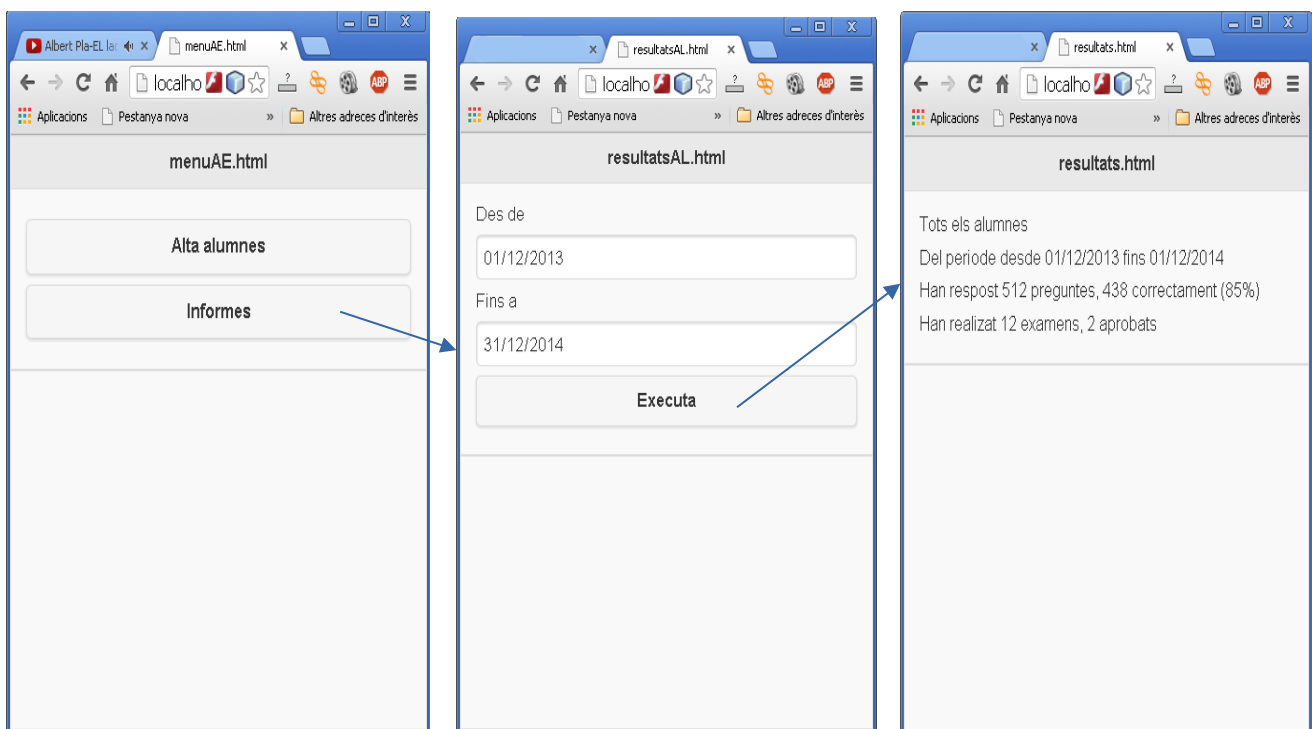 Albert Pla-EL la
menuAE.html
localho
ABP
Aplicacions
Pestanya nova
»
Altres adreces d'interès
menuAE.html
Alta alumnes
Informes
resultatsAL.html
localho
ABP
Aplicacions
Pestanya nova
»
Altres adreces d'interès
resultatsAL.html
Des de
01/12/2013
Fins a
31/12/2014
Executa
resultats.html
localho
ABP
Aplicacions
Pestanya nova
»
Altres adreces d'interès
resultats.html
Tots els alumnes
Del periode desde 01/12/2013 fins 01/12/2014
Han respost 512 preguntes, 438 correctament (85%)
Han realizat 12 examens, 2 aprobats